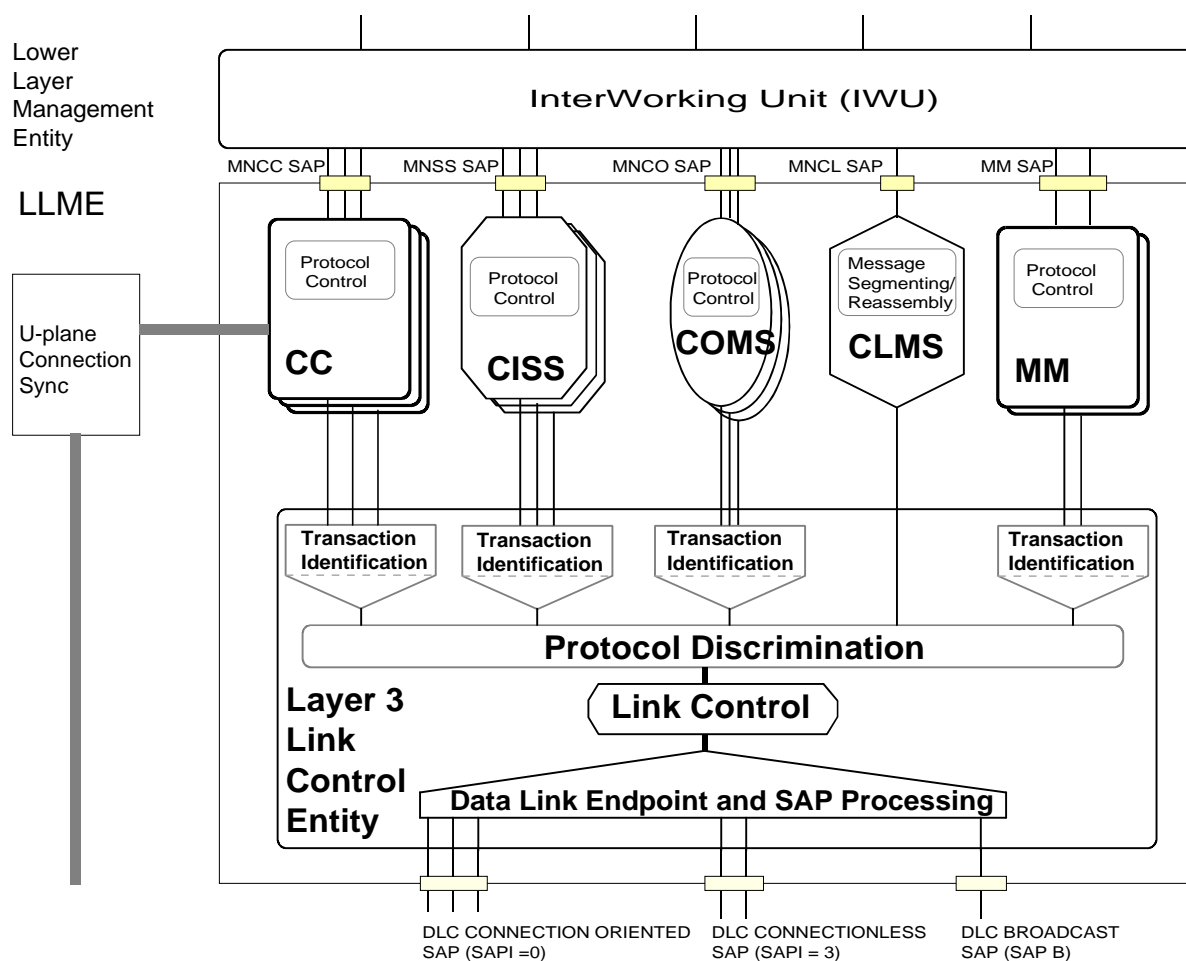 Lower
Layer
Management
Entity
LLME
InterWorking Unit (IWU)
MNCC SAP
MNSS SAP
MNCO SAP
MNCL SAP
MM SAP
Protocol
Control
CC
Protocol
Control
CISS
Protocol
Control
COMS
Message
Segmenting/
Reassembly
CLMS
Protocol
Control
MM
U-plane
Connection
Sync
Transaction
Identification
Transaction
Identification
Transaction
Identification
Transaction
Identification
Protocol Discrimination
Link Control
Layer 3
Link
Control
Entity
Data Link Endpoint and SAP Processing
DLC CONNECTION ORIENTED
SAP (SAPI =0)
DLC CONNECTIONLESS
SAP (SAPI = 3)
DLC BROADCAST
SAP (SAP B)